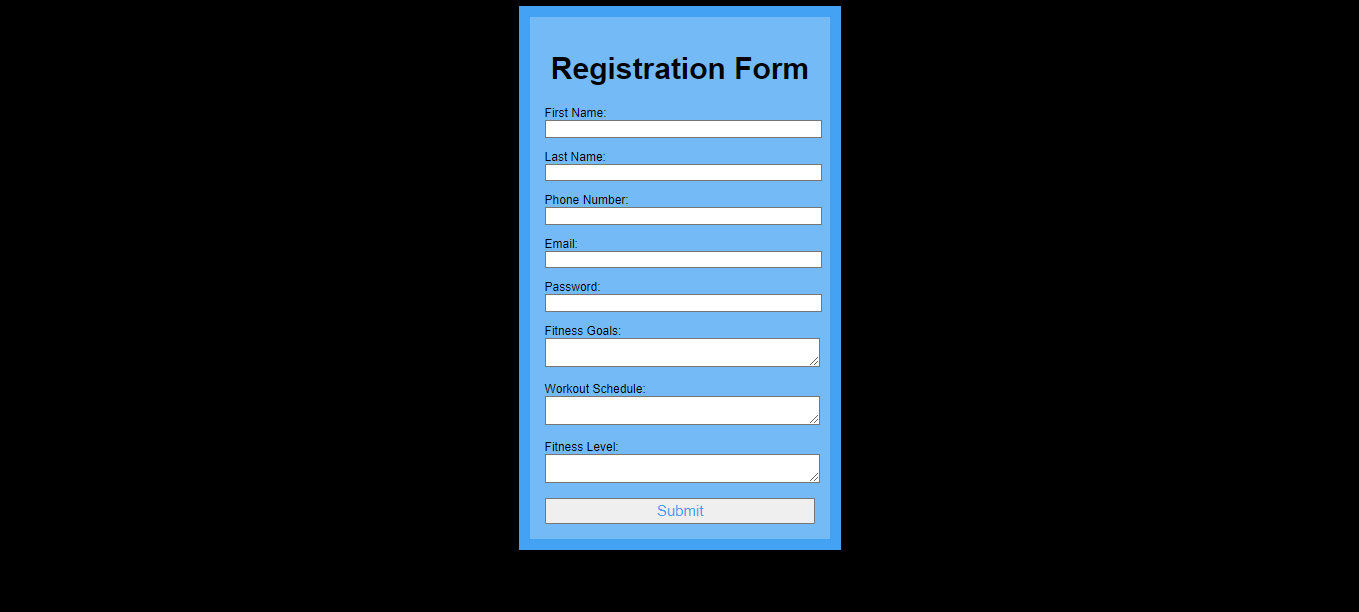 Registration Form
First Name:
Last Name:
Phone Number:
Email:
Password:
Fitness Goals:
Workout Schedule:
Fitness Level:
Submit